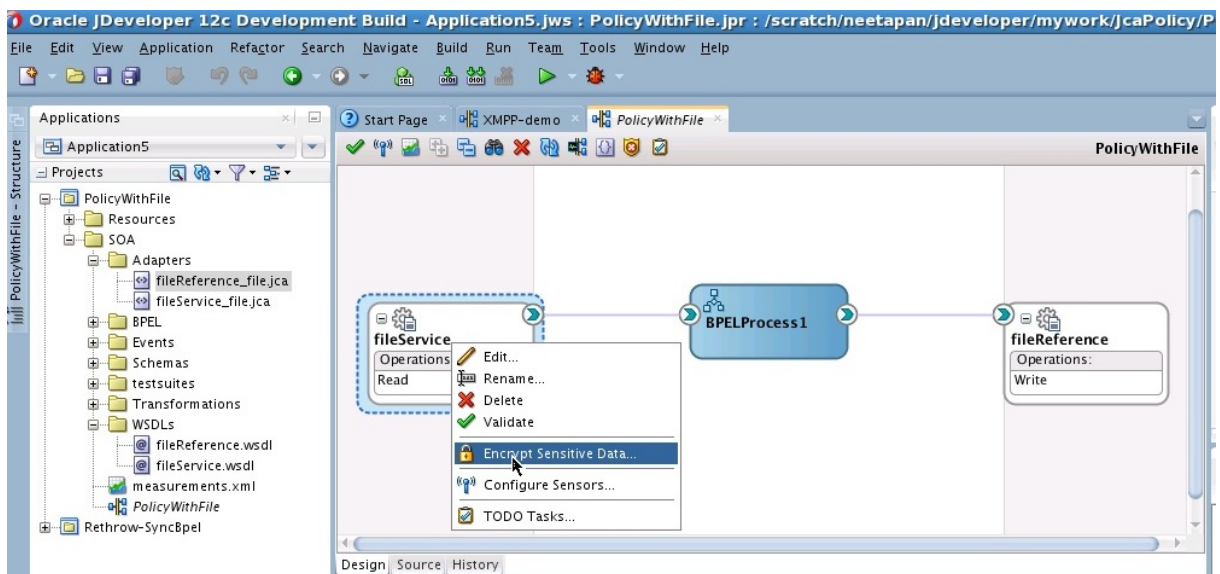 Oracle JDeveloper 12c Development Build - Application5.jws : PolicyWithFile.jpr : /scratch/neetapan/jdeveloper/mywork/JcaPolicy/P
File Edit View Application Refactor Search Navigate Build Run Team Tools Window Help
Applications
Start Page
XMPP-demo
PolicyWithFile
Application5
PolicyWithFile
Projects
PolicyWithFile - Structure
PolicyWithFile
Resources
SOA
Adapters
fileReference_file.jca
fileService_file.jca
BPEL
Events
Schemas
testsuites
Transformations
WSDLs
fileReference.wsdl
fileService.wsdl
measurements.xml
PolicyWithFile
Rethrow-SyncBpel
fileService
Operations
Read
BPELProcess1
fileReference
Operations:
Write
Edit...
Rename...
Delete
Validate
Encrypt Sensitive Data...
Configure Sensors...
TODO Tasks...
Design Source History